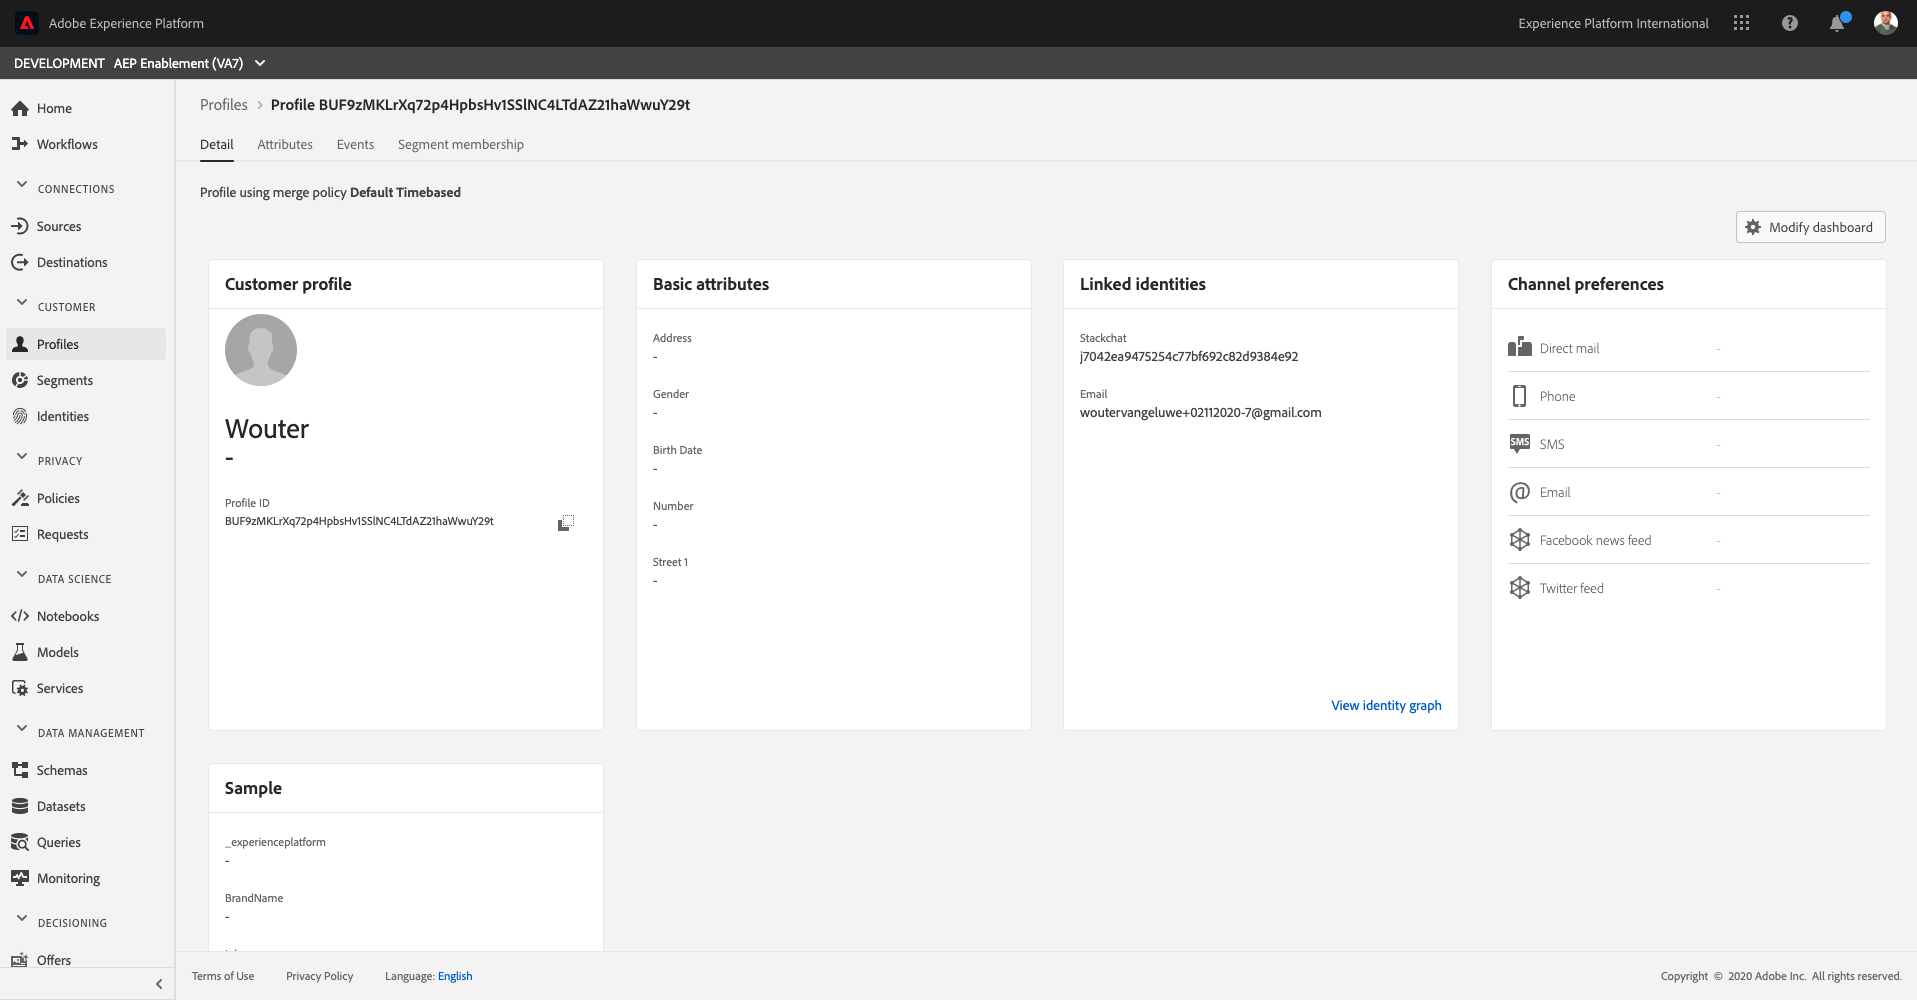 Adobe Experience Platform
Experience Platform International
DEVELOPMENT AEP Enablement (VA7)
Home
Workflows
CONNECTIONS
Sources
Destinations
CUSTOMER
Profiles
Segments
Identities
PRIVACY
Policies
Requests
DATA SCIENCE
Notebooks
Models
Services
DATA MANAGEMENT
Schemas
Datasets
Queries
Monitoring
DECISIONING
Offers
Profiles > Profile BUF9zMKLrXq72p4HpbsHv1SSlNC4LTdAZ21haWwuY29t
Detail Attributes Events Segment membership
Profile using merge policy Default Timebased
Modify dashboard
Customer profile
Wouter
-
Profile ID
BUF9zMKLrXq72p4HpbsHv1SSlNC4LTdAZ21haWwuY29t
Basic attributes
Address
-
Gender
-
Birth Date
-
Number
-
Street 1
-
Linked identities
Stackchat
j7042ea9475254c77bf692c82d9384e92
Email
woutervangeluwe+02112020-7@gmail.com
View identity graph
Channel preferences
Direct mail -
Phone -
SMS SMS -
Email -
Facebook news feed -
Twitter feed -
Sample
_experienceplatform
-
BrandName
-
Terms of Use Privacy Policy Language: English
Copyright © 2020 Adobe Inc. All rights reserved.